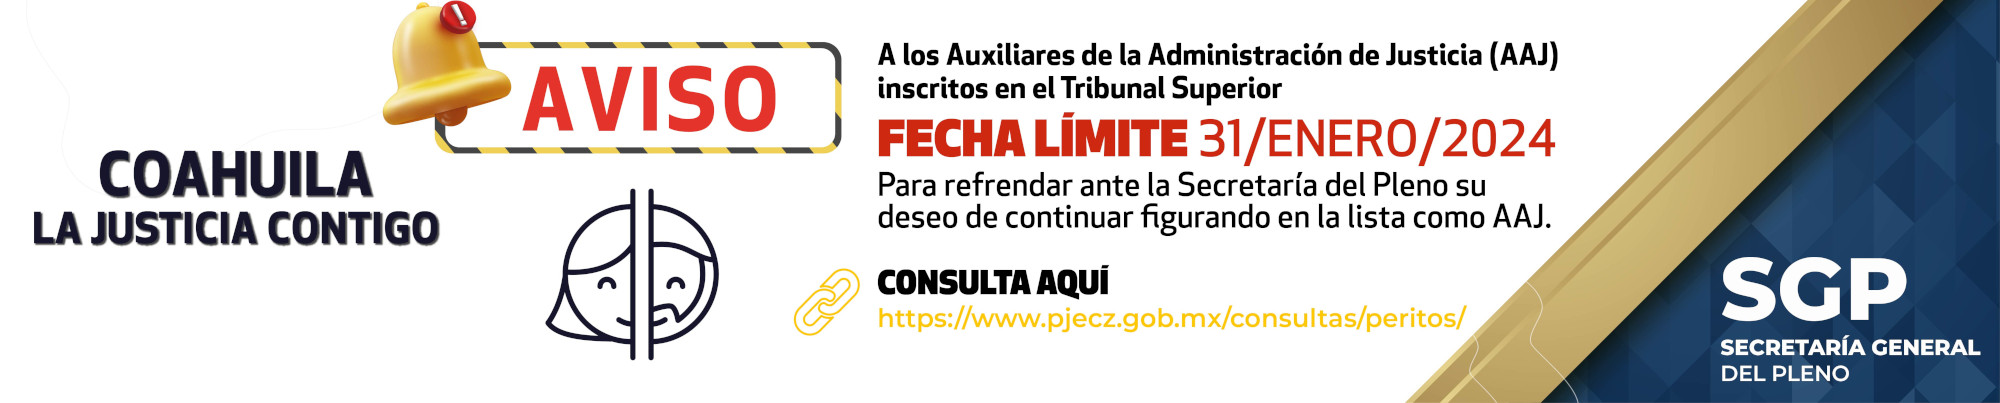 COAHUILA
LA JUSTICIA CONTIGO
!
AVISO
A los Auxiliares de la Administración de Justicia (AAJ)
inscritos en el Tribunal Superior
FECHA LÍMITE 31/ENERO/2024
Para refrendar ante la Secretaría del Pleno su
deseo de continuar figurando en la lista como AAJ.
CONSULTA AQUÍ
https://www.pjecz.gob.mx/consultas/peritos/
SGP
SECRETARÍA GENERAL
DEL PLENO